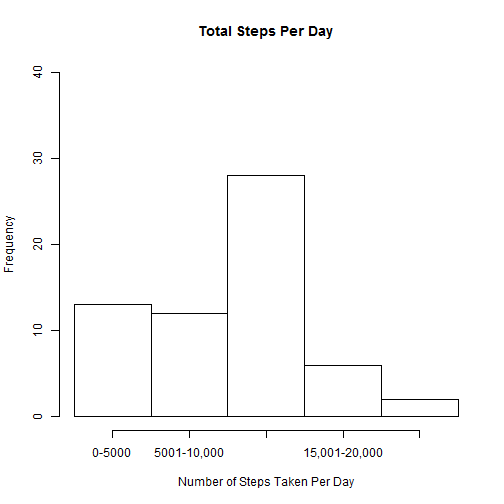 Total Steps Per Day
40
30
20
10
0
Frequency
0-5000 5001-10,000 15,001-20,000
Number of Steps Taken Per Day